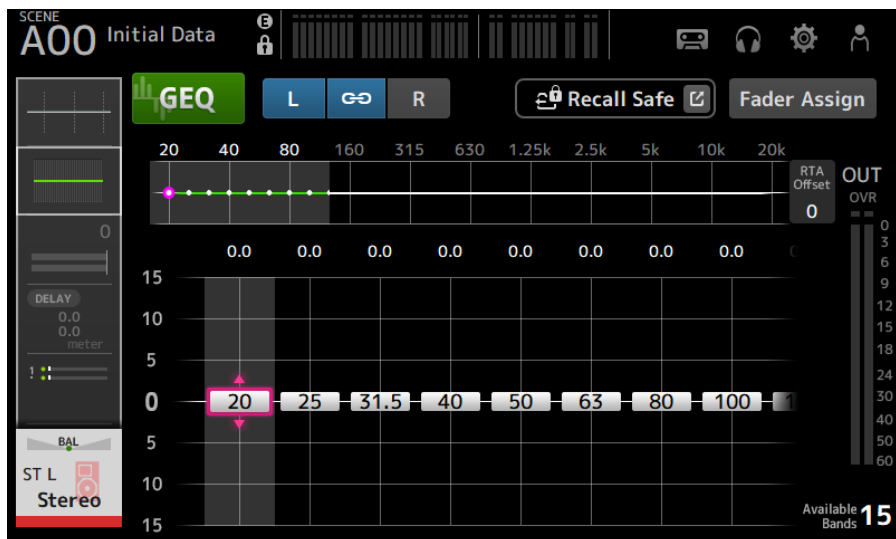 SCENE
A00 Initial Data
E
GEQ
L
R
Recall Safe
Fader Assign
20 40 80 160 315 630 1.25k 2.5k 5k 10k 20k
RTA
Offset
0
OUT
OVR
0
3
6
9
12
15
18
24
30
40
50
60
0
DELAY
0.0
0.0
meter
!
BAL
ST L
Stereo
0.0 0.0 0.0 0.0 0.0 0.0 0.0 0.0
15
10
5
0
5
10
15
20 25 31.5 40 50 63 80 100
Available
Bands 15